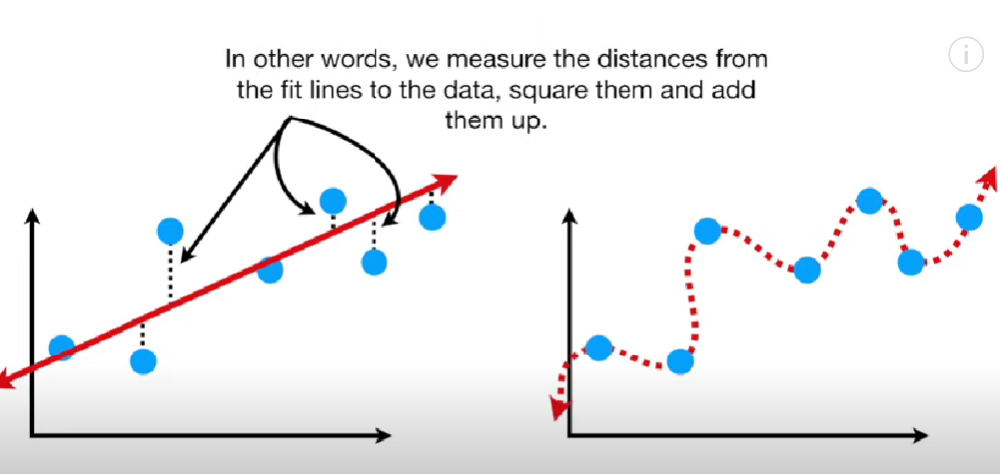 In other words, we measure the distances from
the fit lines to the data, square them and add
them up.
i